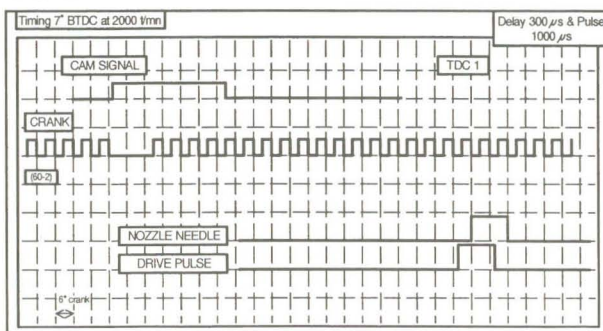 Timing 7° BTDC at 2000 t/mn
Delay 300 µs & Pulse
1000 µs
CAM SIGNAL
TDC 1
CRANK
(60-2)
NOZZLE NEEDLE
DRIVE PULSE
6° crank